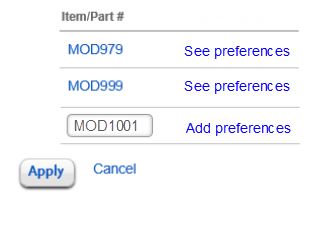 Item/Part #
MOD979 See preferences
MOD999 See preferences
MOD1001 Add preferences
Apply Cancel